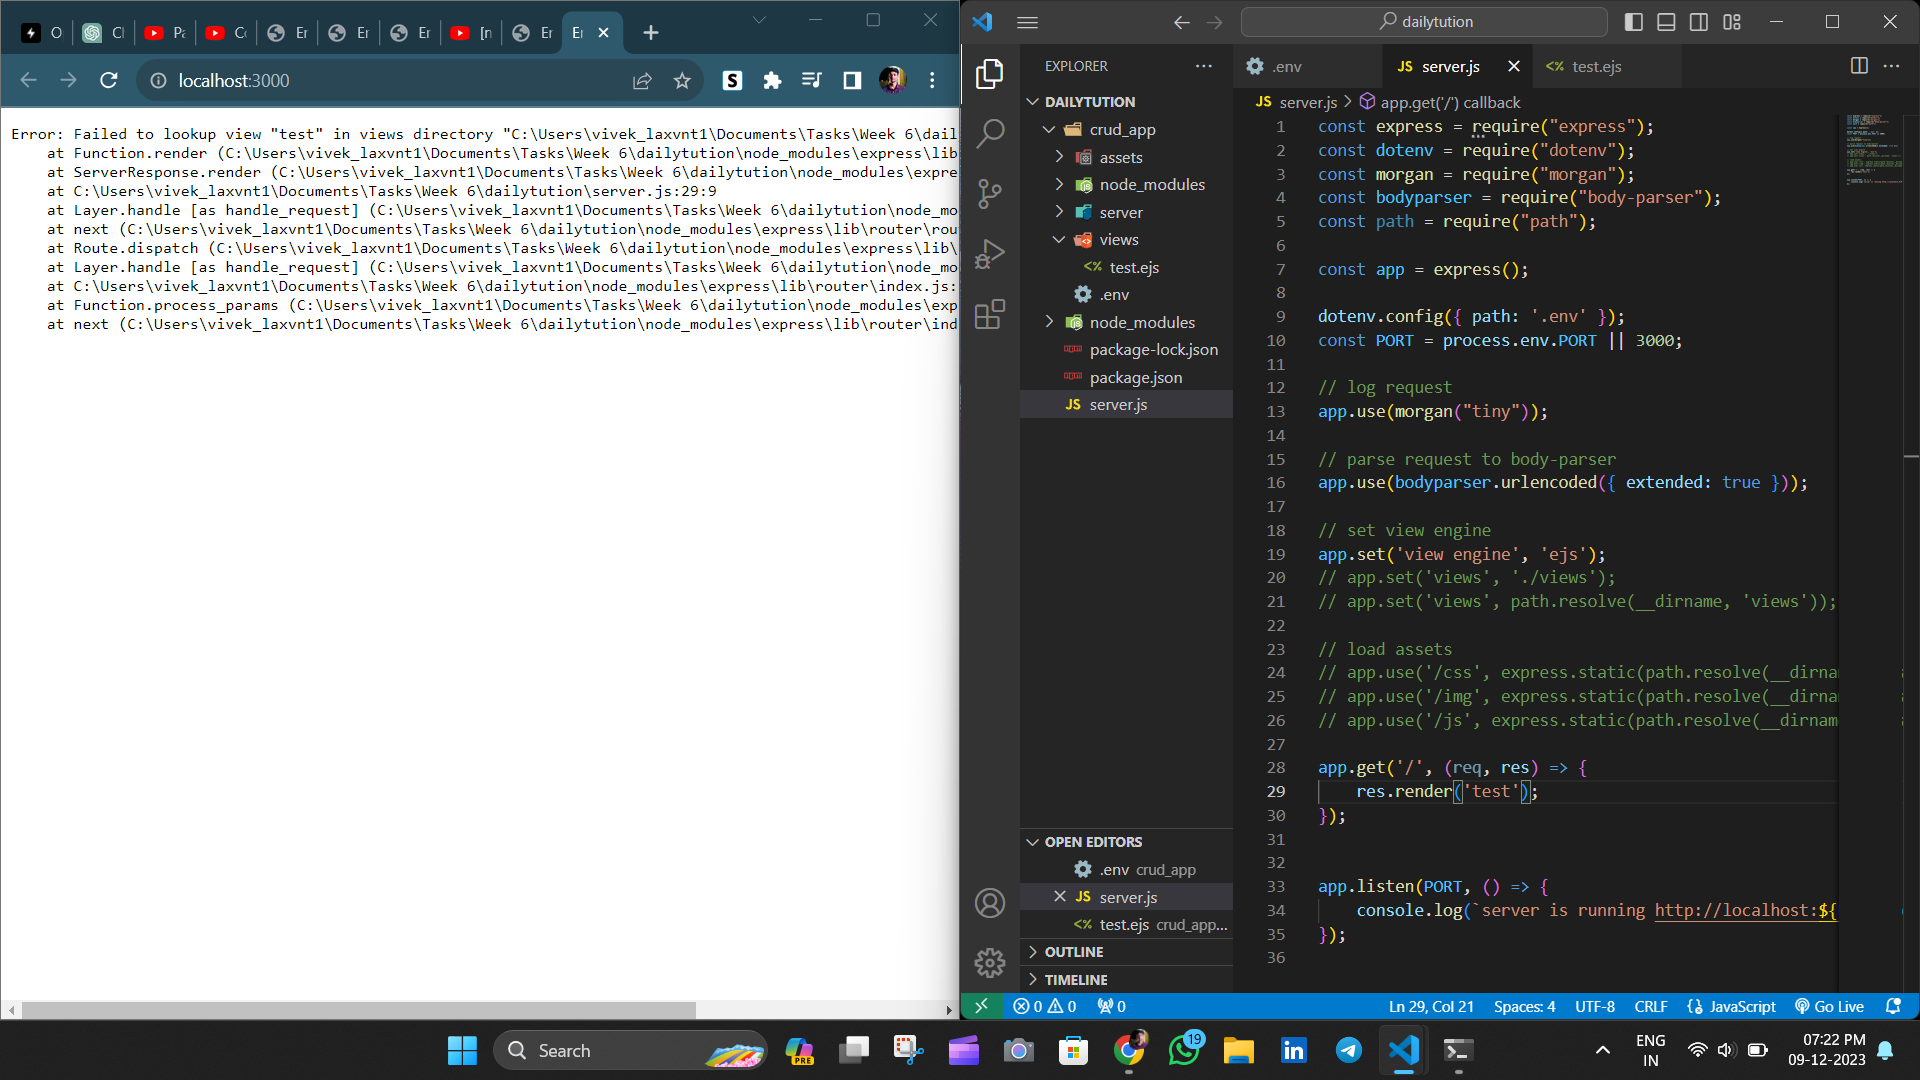 O
Cl
Pa
Co
Er
Er
Er
[n
Er
Er
localhost:3000
Error: Failed to lookup view "test" in views directory "C:\Users\vivek_laxvnt1\Documents\Tasks\Week 6\dail
at Function.render (C:\Users\vivek_laxvnt1\Documents\Tasks\Week 6\dailytution\node_modules\express\lib
at ServerResponse.render (C:\Users\vivek_laxvnt1\Documents\Tasks\Week 6\dailytution\node_modules\expre
at C:\Users\vivek_laxvnt1\Documents\Tasks\Week 6\dailytution\server.js:29:9
at Layer.handle [as handle_request] (C:\Users\vivek_laxvnt1\Documents\Tasks\Week 6\dailytution\node_mo
at next (C:\Users\vivek_laxvnt1\Documents\Tasks\Week 6\dailytution\node_modules\express\lib\router\rou
at Route.dispatch (C:\Users\vivek_laxvnt1\Documents\Tasks\Week 6\dailytution\node_modules\express\lib\
at Layer.handle [as handle_request] (C:\Users\vivek_laxvnt1\Documents\Tasks\Week 6\dailytution\node_mo
at C:\Users\vivek_laxvnt1\Documents\Tasks\Week 6\dailytution\node_modules\express\lib\router\index.js:
at Function.process_params (C:\Users\vivek_laxvnt1\Documents\Tasks\Week 6\dailytution\node_modules\exp
at next (C:\Users\vivek_laxvnt1\Documents\Tasks\Week 6\dailytution\node_modules\express\lib\router\ind
dailytution
EXPLORER
DAILYTUTION
crud_app
assets
node_modules
server
views
<% test.ejs
.env
node_modules
package-lock.json
package.json
JS server.js
OPEN EDITORS
.env crud_app
JS server.js
<% test.ejs crud_app...
OUTLINE
TIMELINE
.env
JS server.js
<% test.ejs
JS server.js > app.get('/') callback
1 const express = require("express");
2 const dotenv = require("dotenv");
3 const morgan = require("morgan");
4 const bodyparser = require("body-parser");
5 const path = require("path");
6
7 const app = express();
8
9 dotenv.config({ path: '.env' });
10 const PORT = process.env.PORT || 3000;
11
12 // log request
13 app.use(morgan("tiny"));
14
15 // parse request to body-parser
16 app.use(bodyparser.urlencoded({ extended: true }));
17
18 // set view engine
19 app.set('view engine', 'ejs');
20 // app.set('views', './views');
21 // app.set('views', path.resolve(__dirname, 'views'));
22
23 // load assets
24 // app.use('/css', express.static(path.resolve(__dirna
25 // app.use('/img', express.static(path.resolve(__dirna
26 // app.use('/js', express.static(path.resolve(__dirnam
27
28 app.get('/', (req, res) => {
29 res.render('test');
30 });
31
32
33 app.listen(PORT, () => {
34 console.log(`server is running http://localhost:${
35 });
36
0 0 0
Ln 29, Col 21 Spaces: 4 UTF-8 CRLF {} JavaScript Go Live
Search
PRE
19
in
ENG
IN
07:22 PM
09-12-2023